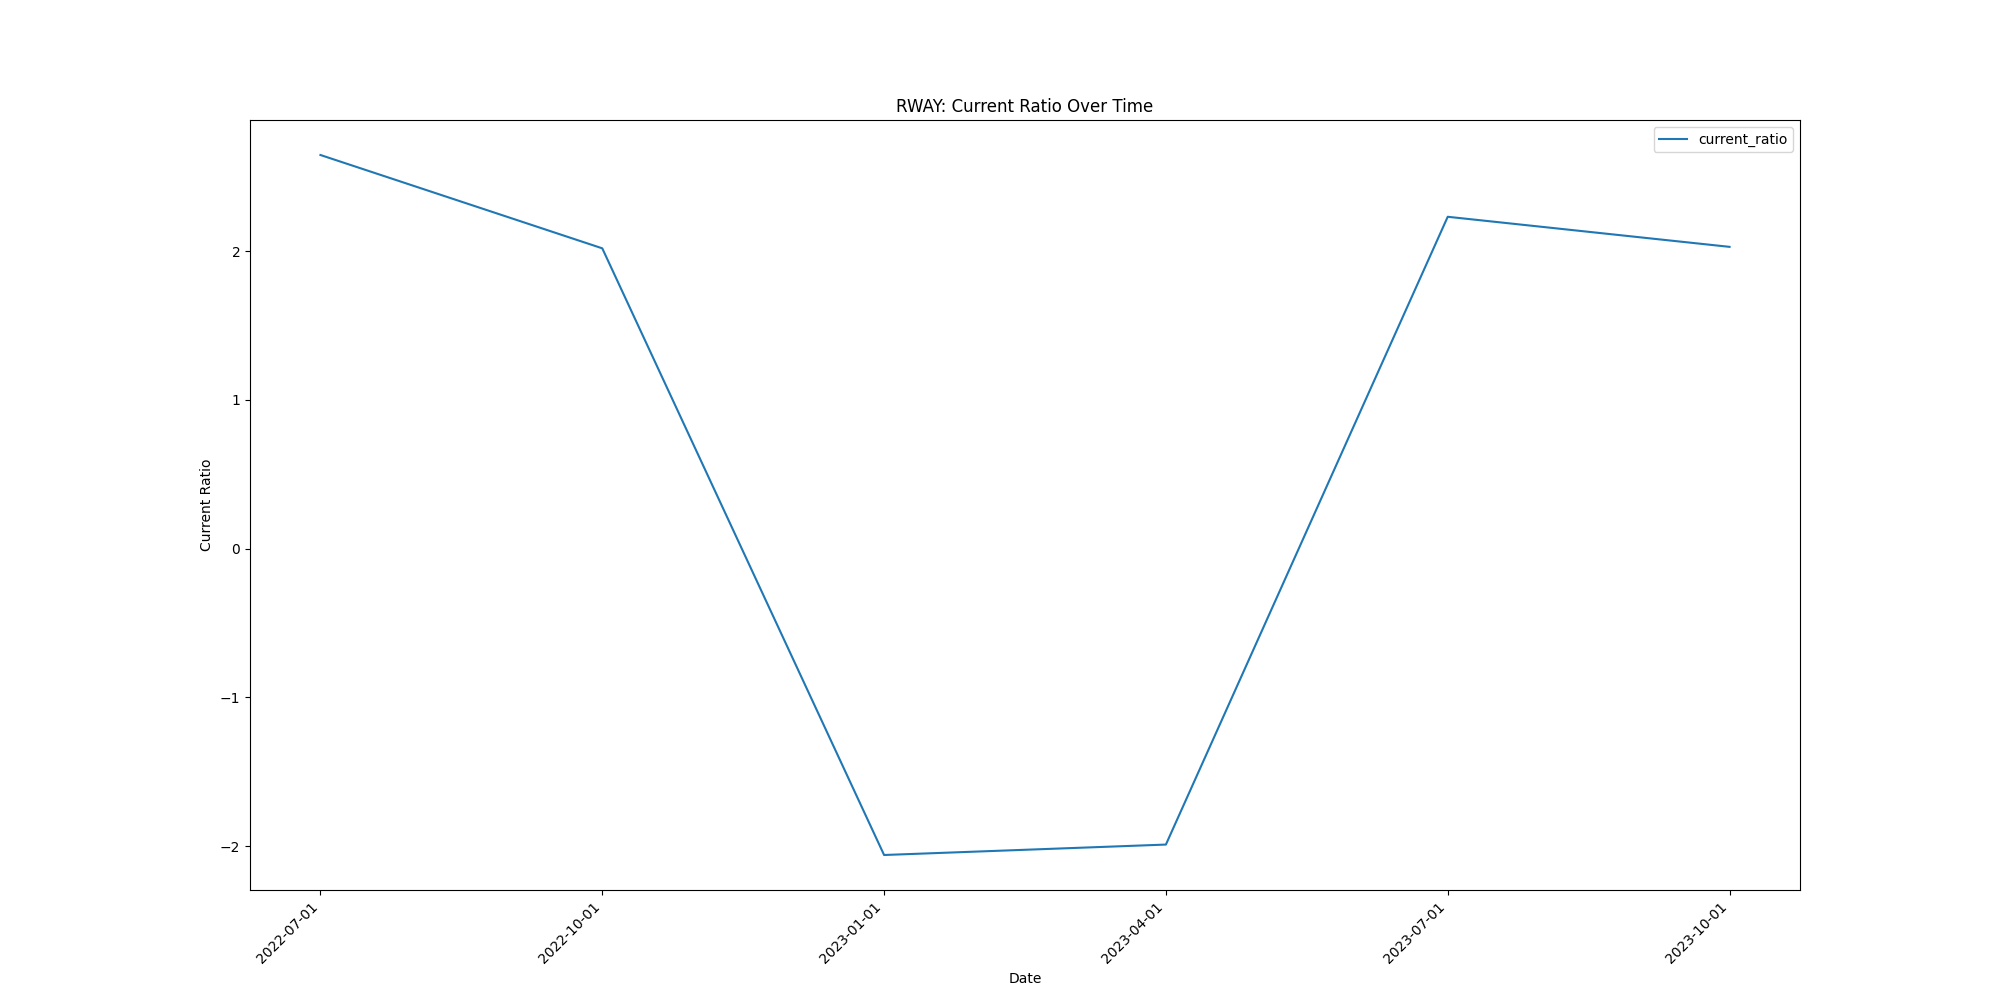 RWAY: Current Ratio Over Time
current_ratio
Current Ratio
2
1
0
−1
−2
2022-07-01
2022-10-01
2023-01-01
2023-04-01
2023-07-01
2023-10-01
Date